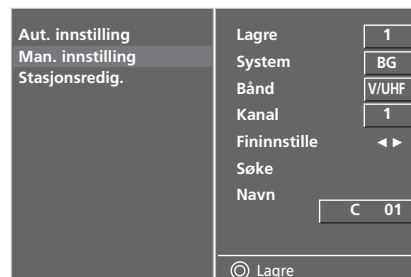 Aut. innstilling
Man. innstilling
Stasjonsredig.
Lagre 1
System BG
Bånd V/UHF
Kanal 1
Fininnstille ◄ ►
Søke
Navn
C 01
Lagre